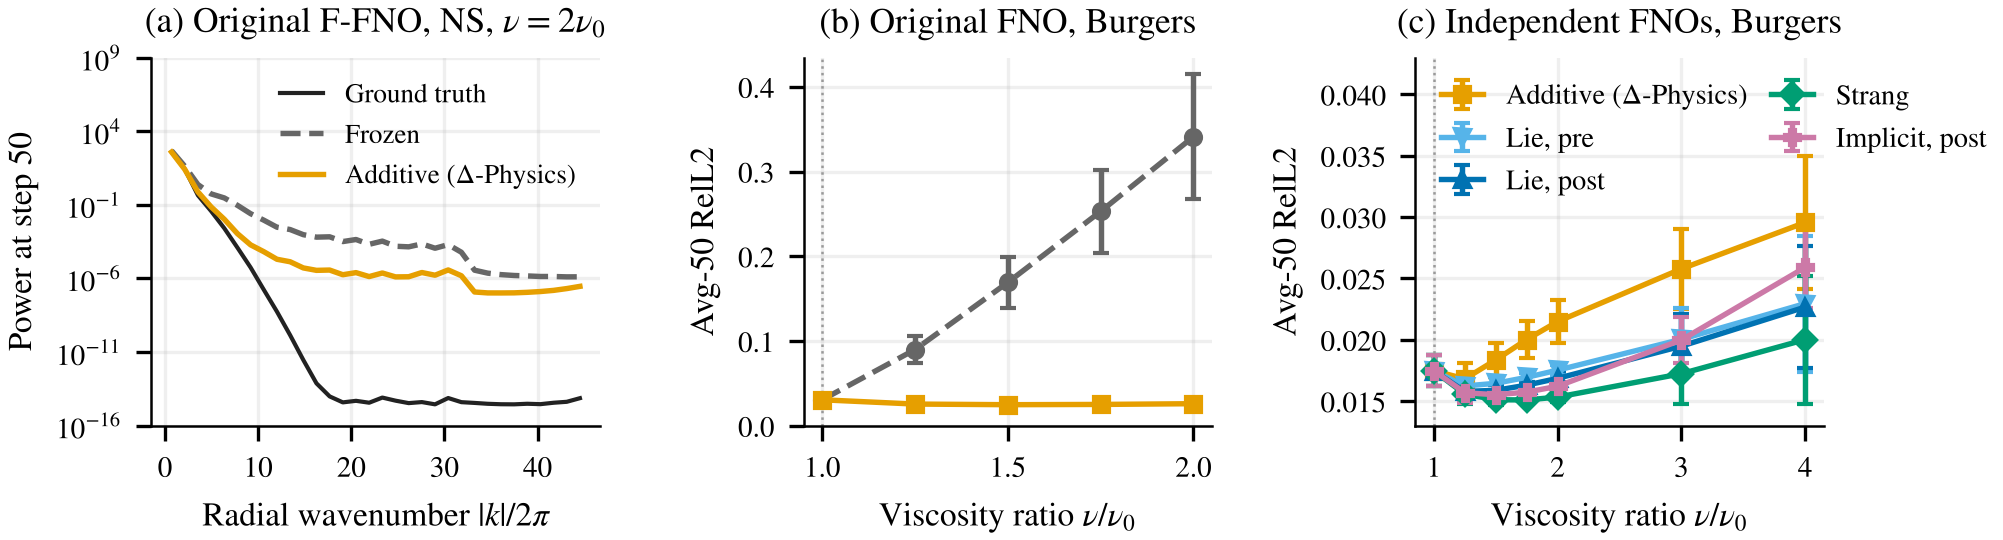 (a) Original F-FNO, NS, ν = 2ν₀
10⁹
10⁴
10⁻¹
10⁻⁶
10⁻¹¹
10⁻¹⁶
Power at step 50
Ground truth
Frozen
Additive (Δ-Physics)
0 10 20 30 40
Radial wavenumber |k|/2π
(b) Original FNO, Burgers
0.4
0.3
0.2
0.1
0.0
Avg-50 RelL2
1.0 1.5 2.0
Viscosity ratio ν/ν₀
(c) Independent FNOs, Burgers
0.040
0.035
0.030
0.025
0.020
0.015
Avg-50 RelL2
Additive (Δ-Physics)
Lie, pre
Lie, post
Strang
Implicit, post
1 2 3 4
Viscosity ratio ν/ν₀